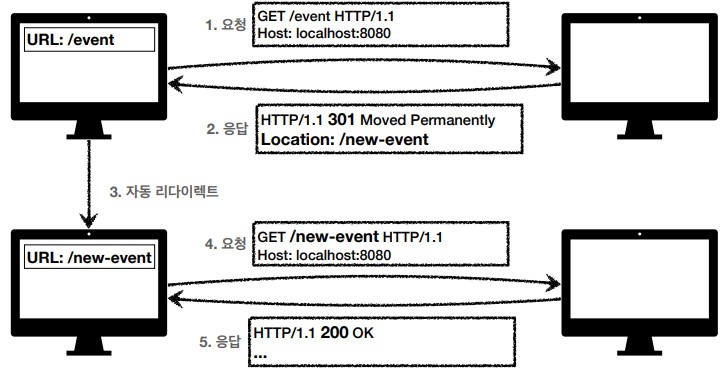 URL: /event
1. 요청
GET /event HTTP/1.1
Host: localhost:8080
2. 응답
HTTP/1.1 301 Moved Permanently
Location: /new-event
3. 자동 리다이렉트
URL: /new-event
4. 요청
GET /new-event HTTP/1.1
Host: localhost:8080
5. 응답
HTTP/1.1 200 OK
...